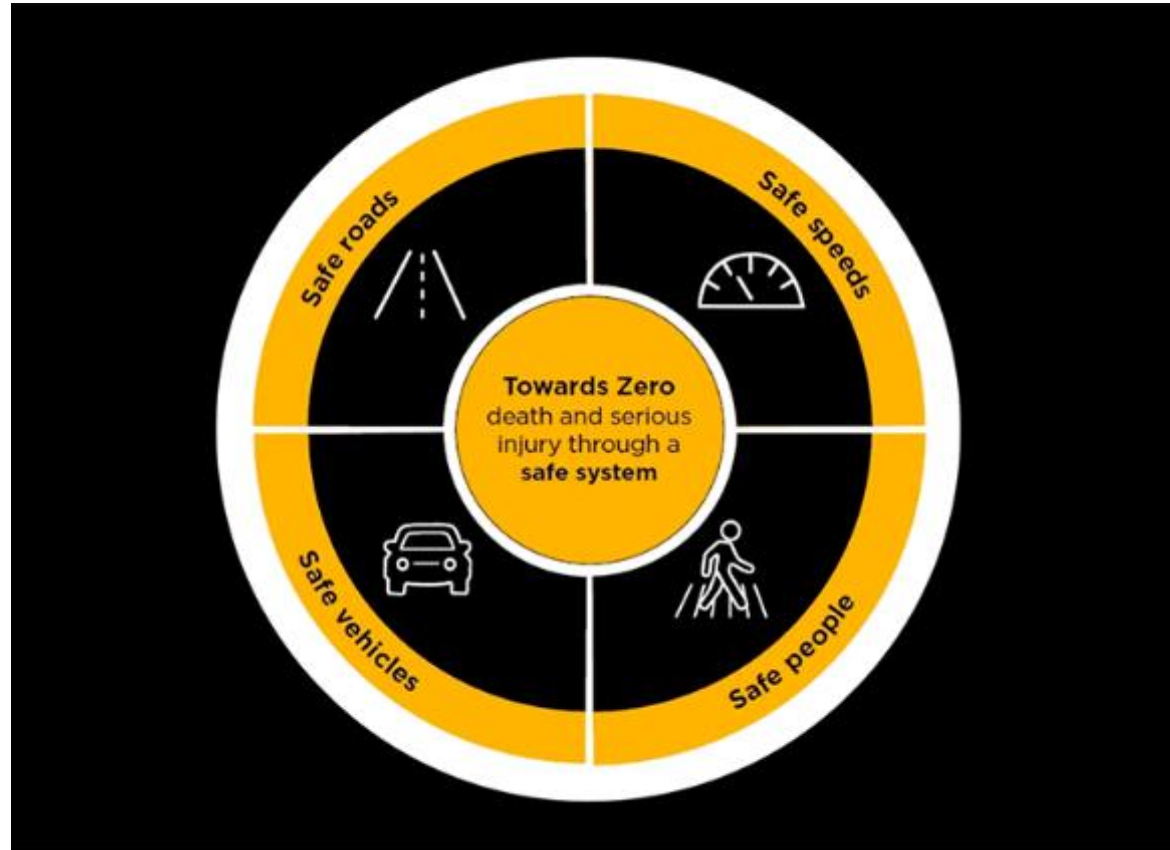 Safe roads
Safe speeds
Towards Zero
death and serious
injury through a
safe system
Safe vehicles
Safe people